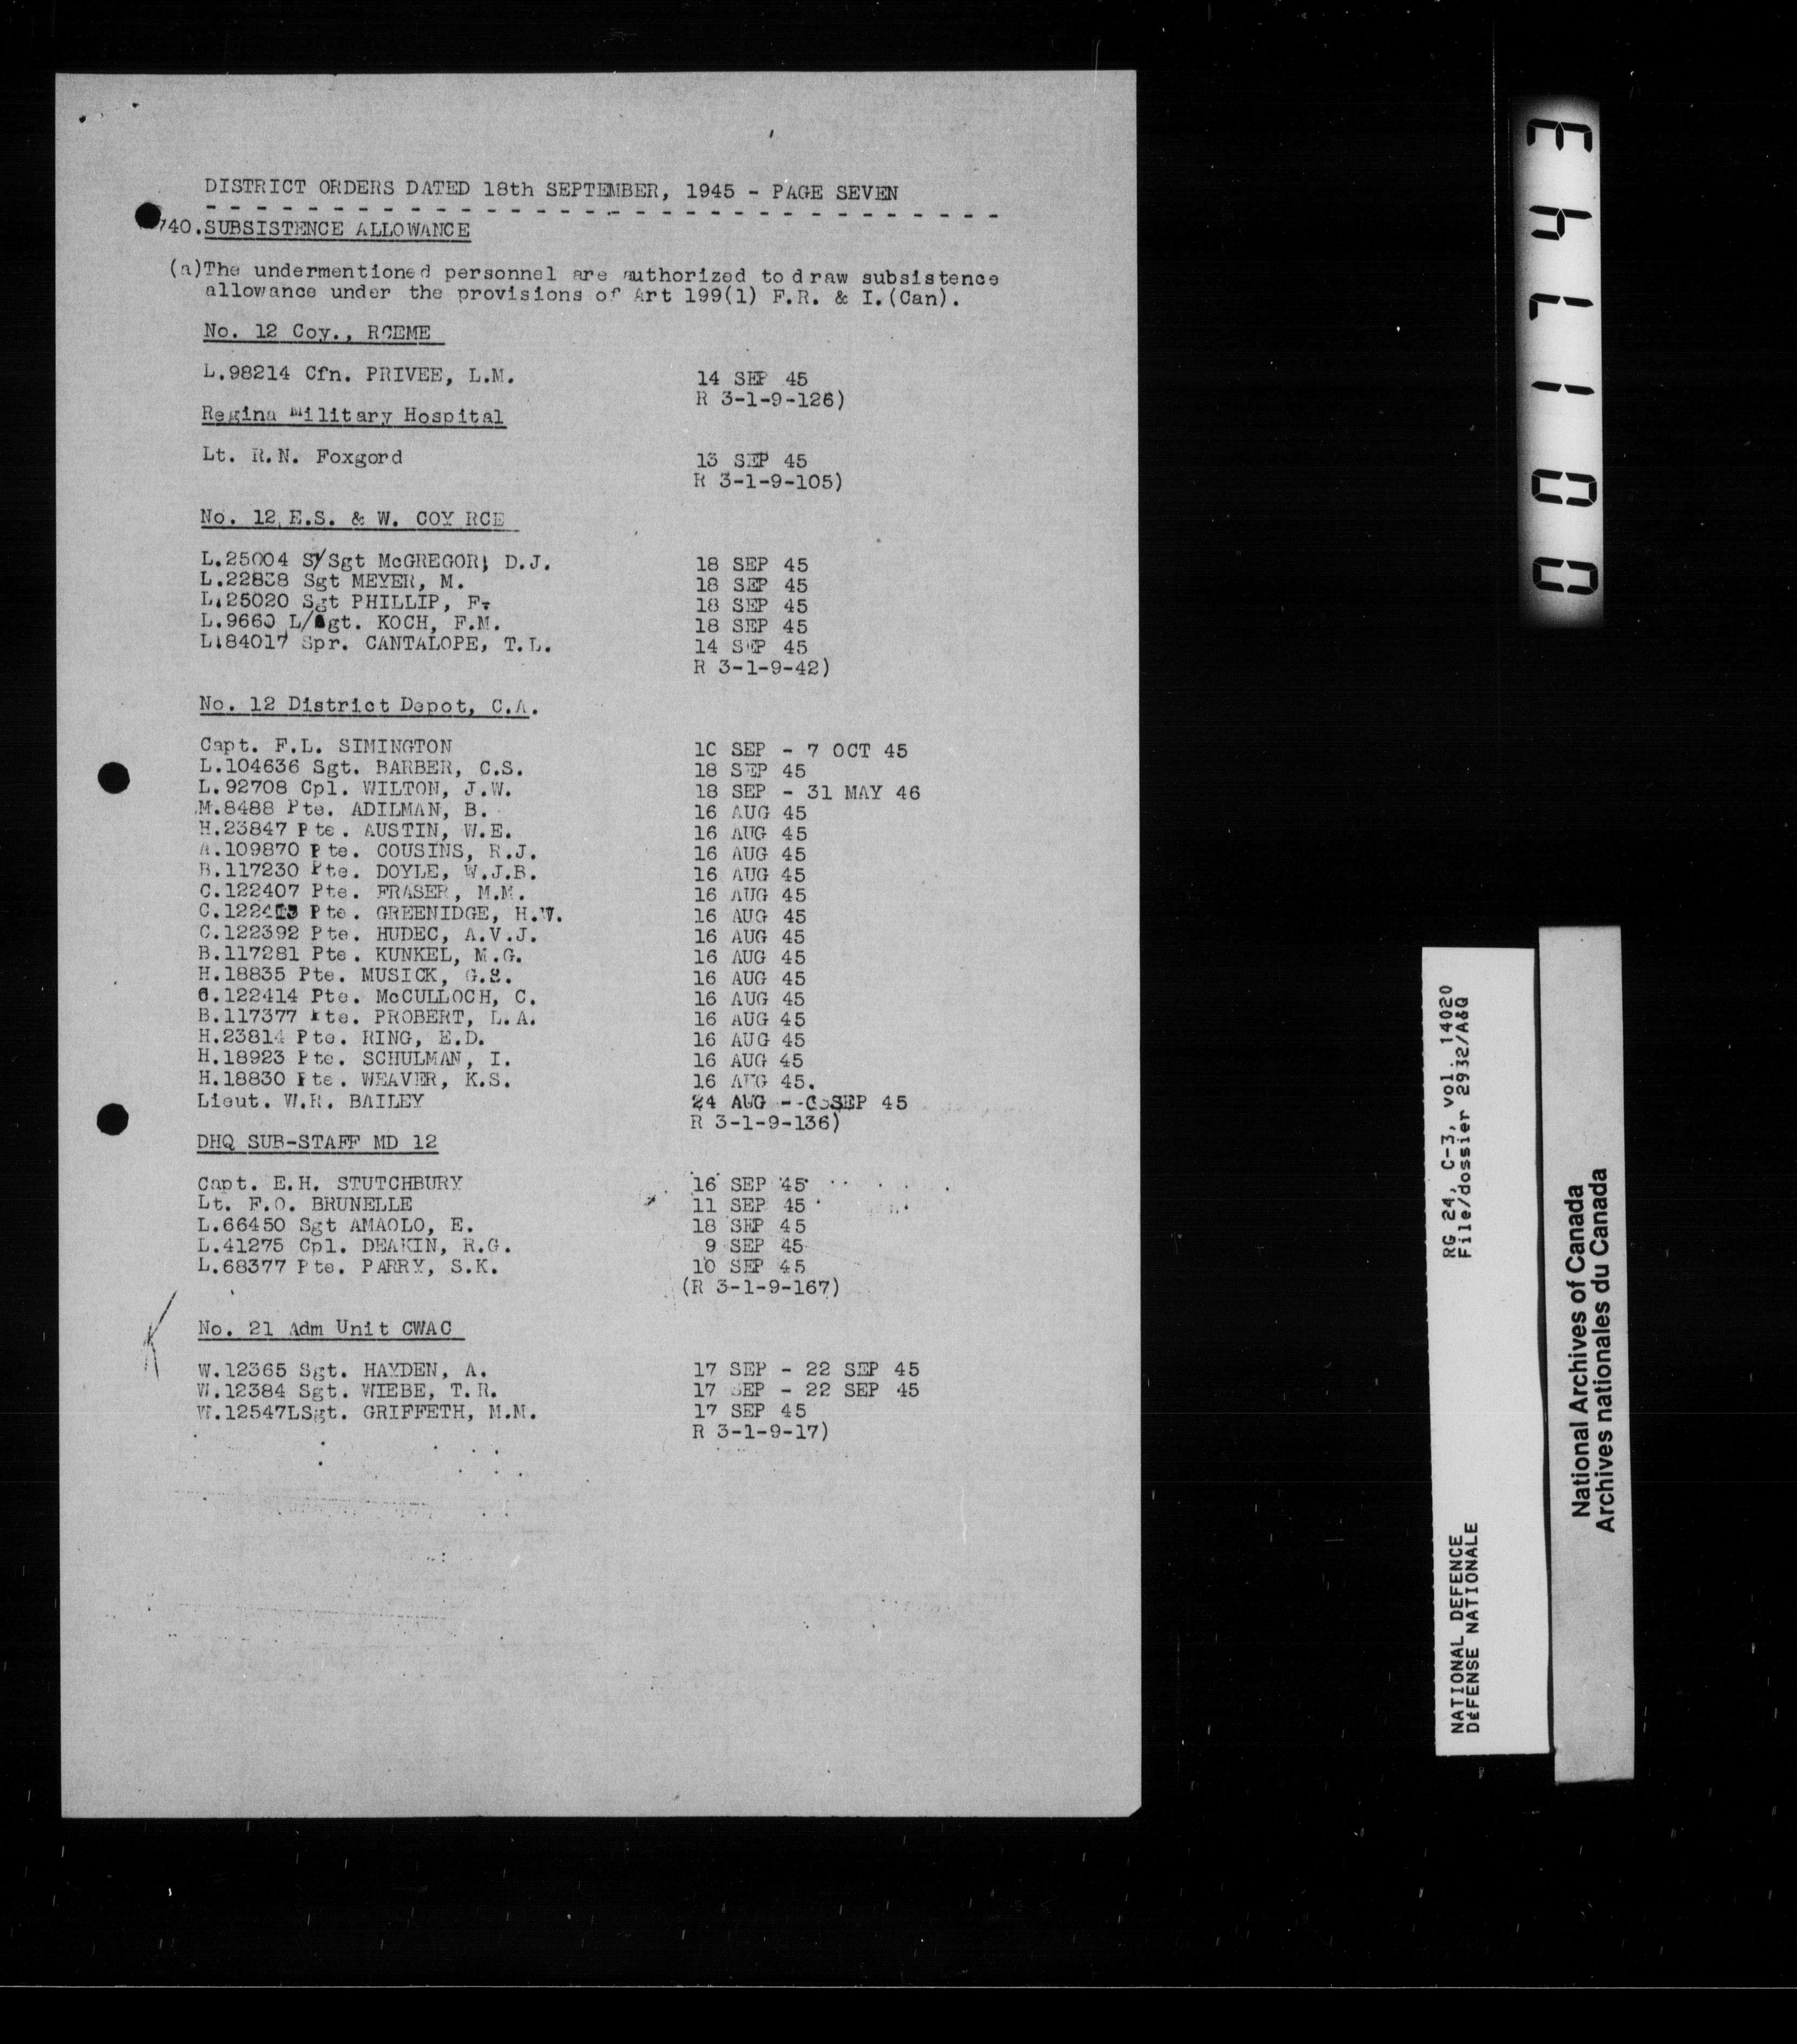 DISTRICT ORDERS DATED 18th SEPTEMBER, 1945 - PAGE SEVEN
740.SUBSISTENCE ALLOWANCE
(a)The undermentioned personnel are authorized to draw subsistence
allowance under the provisions of Art 199(1) F.R. & I.(Can).
No. 12 Coy., RCEME
L.98214 Cfn. PRIVEE, L.M. 14 SEP 45
R 3-1-9-126)
Regina Military Hospital
Lt. R.N. Foxgord 13 SEP 45
R 3-1-9-105)
No. 12 E.S. & W. COY RCE
L.25004 S/Sgt McGREGOR, D.J. 18 SEP 45
L.22838 Sgt MEYER, M. 18 SEP 45
L.25020 Sgt PHILLIP, F. 18 SEP 45
L.9660 L/Sgt. KOCH, F.M. 18 SEP 45
L.84017 Spr. CANTALOPE, T.L. 14 SEP 45
R 3-1-9-42)
No. 12 District Depot, C.A.
Capt. F.L. SIMINGTON 10 SEP - 7 OCT 45
L.104636 Sgt. BARBER, C.S. 18 SEP 45
L.92708 Cpl. WILTON, J.W. 18 SEP - 31 MAY 46
M.8488 Pte. ADILMAN, B. 16 AUG 45
H.23847 Pte. AUSTIN, W.E. 16 AUG 45
A.109870 Pte. COUSINS, R.J. 16 AUG 45
B.117230 Pte. DOYLE, W.J.B. 16 AUG 45
C.122407 Pte. FRASER, M.M. 16 AUG 45
Pte. GREENIDGE, H.W. 16 AUG 45
C.122392 Pte. HUDEC, A.V.J. 16 AUG 45
B.117281 Pte. KUNKEL, M.G. 16 AUG 45
H.18835 Pte. MUSICK, G.S. 16 AUG 45
C.122414 Pte. McCULLOCH, C. 16 AUG 45
B.117377 Pte. PROBERT, L.A. 16 AUG 45
H.23814 Pte. RING, E.D. 16 AUG 45
H.18923 Pte. SCHULMAN, I. 16 AUG 45
H.18830 Pte. WEAVER, K.S. 16 AUG 45.
Lieut. W.R. BAILEY 24 AUG - SEP 45
R 3-1-9-136)
DHQ SUB-STAFF MD 12
Capt. E.H. STUTCHBURY 16 SEP 45
Lt. F.O. BRUNELLE 11 SEP 45
L.66450 Sgt AMAOLO, E. 18 SEP 45
L.41275 Cpl. DEAKIN, R.G. 9 SEP 45
L.68377 Pte. PARRY, S.K. 10 SEP 45
(R 3-1-9-167)
No. 21 Adm Unit CWAC
W.12365 Sgt. HAYDEN, A. 17 SEP - 22 SEP 45
W.12384 Sgt. WIEBE, T.R. 17 SEP - 22 SEP 45
W.12547LSgt. GRIFFETH, M.M. 17 SEP 45
R 3-1-9-17)
001743
NATIONAL DEFENCE RG 24, C-3, vol. 14020
DÉFENSE NATIONALE File/dossier 2932/A&Q
National Archives of Canada
Archives nationales du Canada